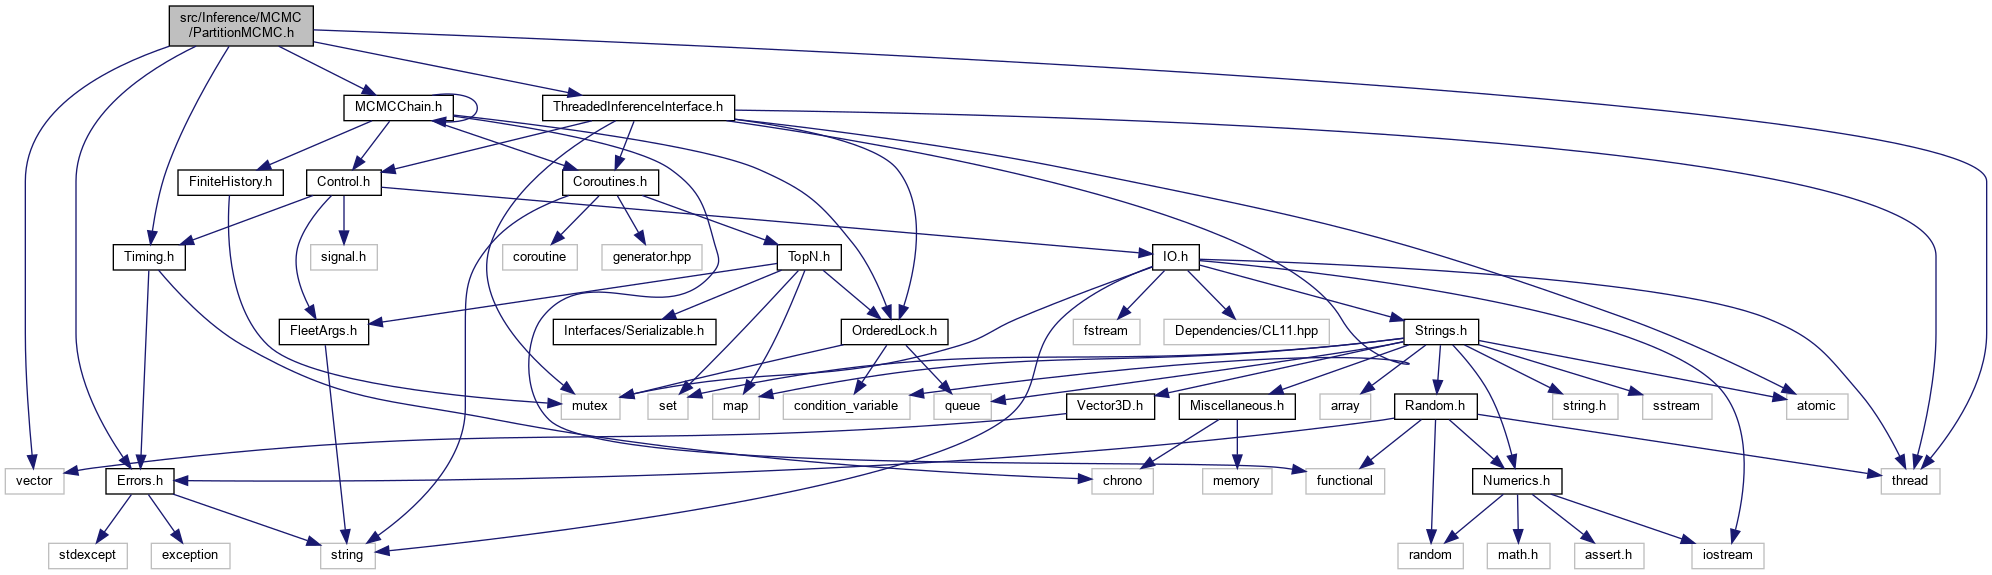 src/Inference/MCMC
/PartitionMCMC.h
MCMCChain.h
ThreadedInferenceInterface.h
FiniteHistory.h
Control.h
Coroutines.h
Timing.h
signal.h
coroutine
generator.hpp
TopN.h
IO.h
FleetArgs.h
Interfaces/Serializable.h
OrderedLock.h
fstream
Dependencies/CL11.hpp
Strings.h
mutex
set
map
condition_variable
queue
Vector3D.h
Miscellaneous.h
array
Random.h
string.h
sstream
atomic
vector
Errors.h
chrono
memory
functional
Numerics.h
thread
stdexcept
exception
string
random
math.h
assert.h
iostream